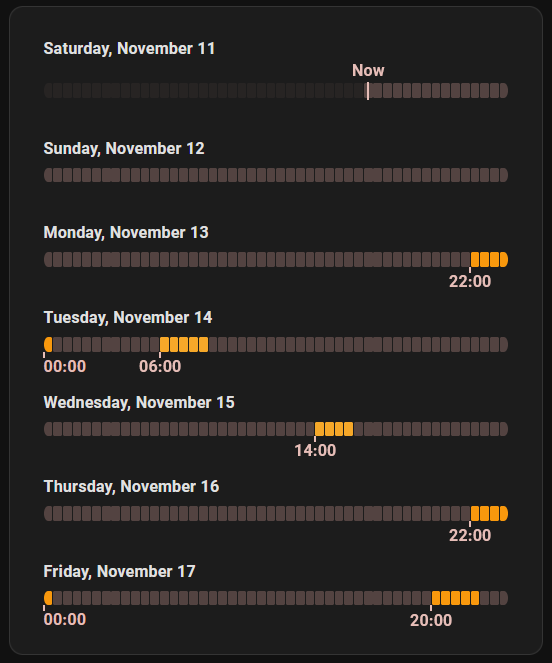 Saturday, November 11
Now
Sunday, November 12
Monday, November 13
22:00
Tuesday, November 14
00:00 06:00
Wednesday, November 15
14:00
Thursday, November 16
22:00
Friday, November 17
00:00 20:00